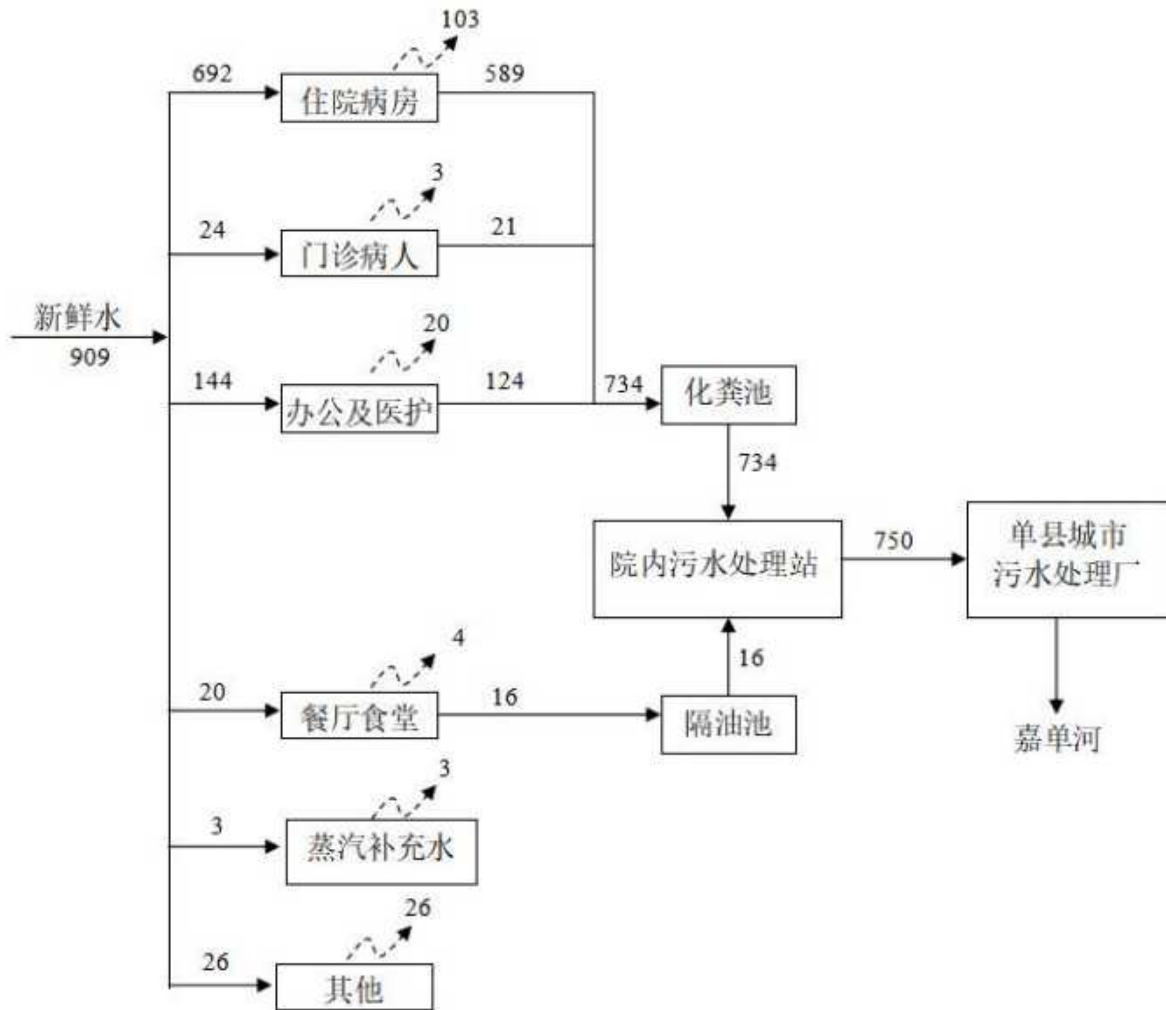 103
692
住院病房
589
3
24
门诊病人
21
新鲜水
909
20
144
办公及医护
124
734
化粪池
734
院内污水处理站
750
单县城市
污水处理厂
4
20
餐厅食堂
16
隔油池
16
嘉单河
3
3
蒸汽补充水
26
26
其他